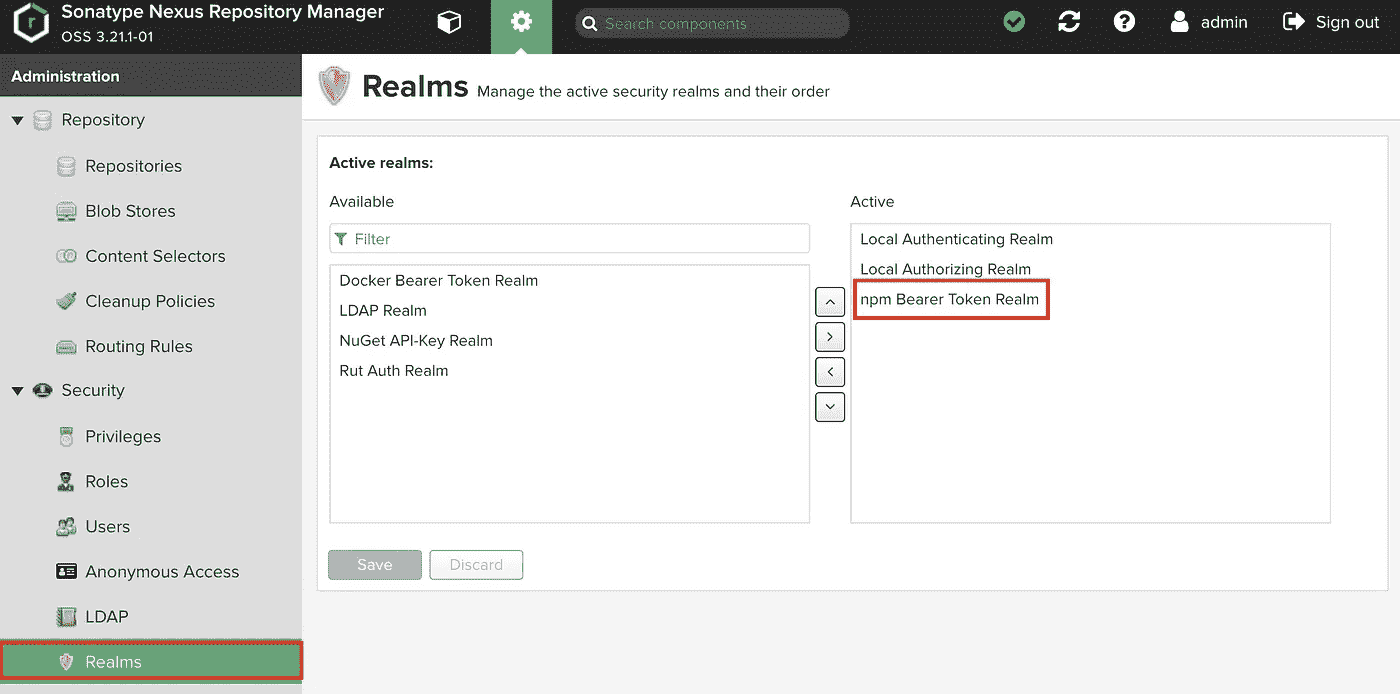 Sonatype Nexus Repository Manager
OSS 3.21.1-01
Search components
admin
Sign out
Administration
Repository
Repositories
Blob Stores
Content Selectors
Cleanup Policies
Routing Rules
Security
Privileges
Roles
Users
Anonymous Access
LDAP
Realms
Realms Manage the active security realms and their order
Active realms:
Available
Filter
Docker Bearer Token Realm
LDAP Realm
NuGet API-Key Realm
Rut Auth Realm
Active
Local Authenticating Realm
Local Authorizing Realm
npm Bearer Token Realm
Save
Discard